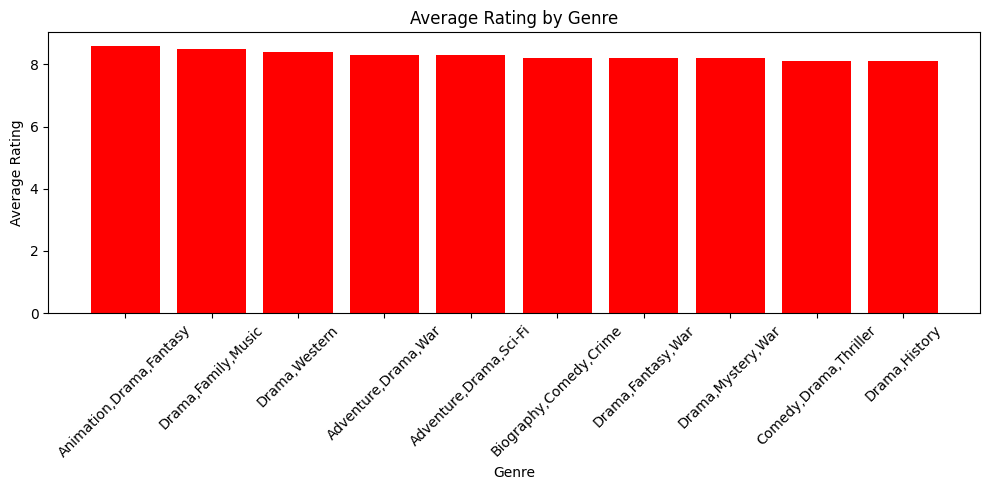 Average Rating by Genre
Average Rating
8
6
4
2
0
Animation,Drama,Fantasy
Drama,Family,Music
Drama,Western
Adventure,Drama,War
Adventure,Drama,Sci-Fi
Biography,Comedy,Crime
Drama,Fantasy,War
Drama,Mystery,War
Comedy,Drama,Thriller
Drama,History
Genre